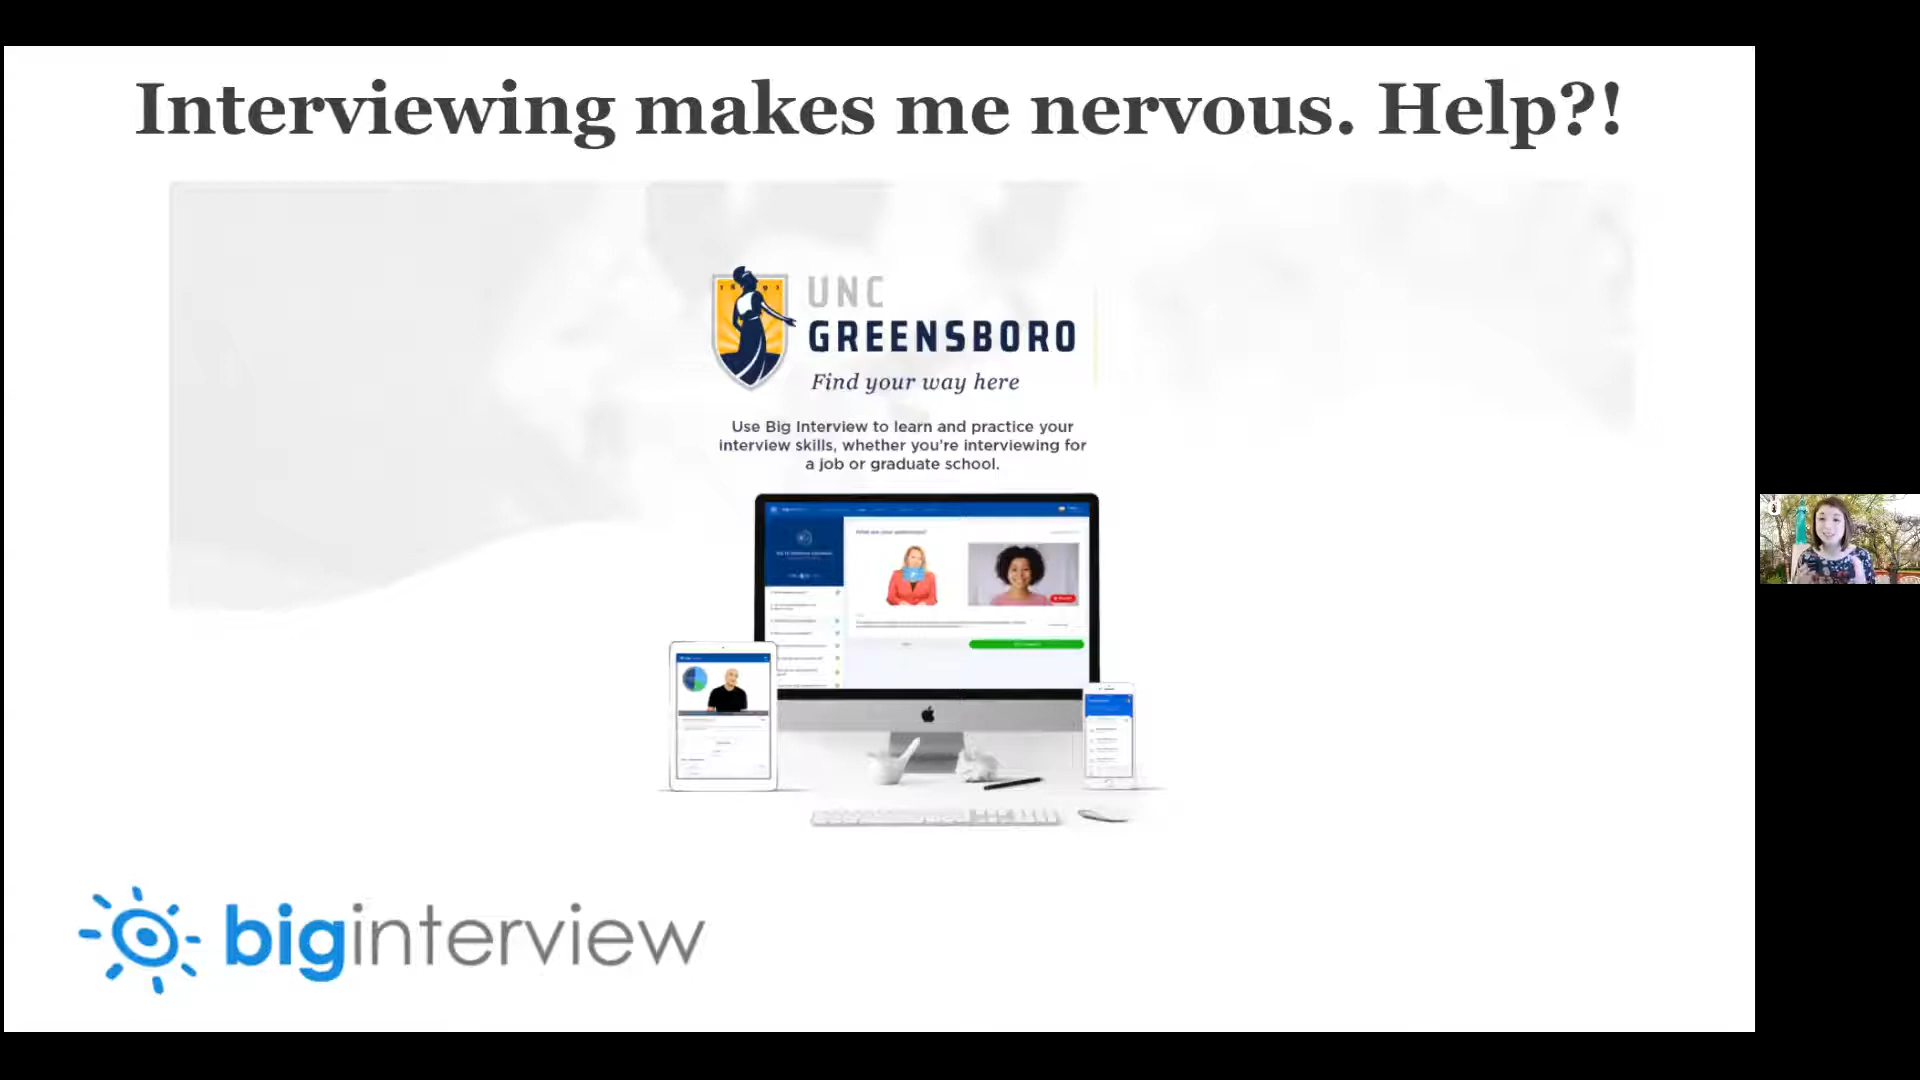 Interviewing makes me nervous. Help?!
UNC
GREENSBORO
Find your way here
Use Big Interview to learn and practice your
interview skills, whether you're interviewing for
a job or graduate school.
biginterview